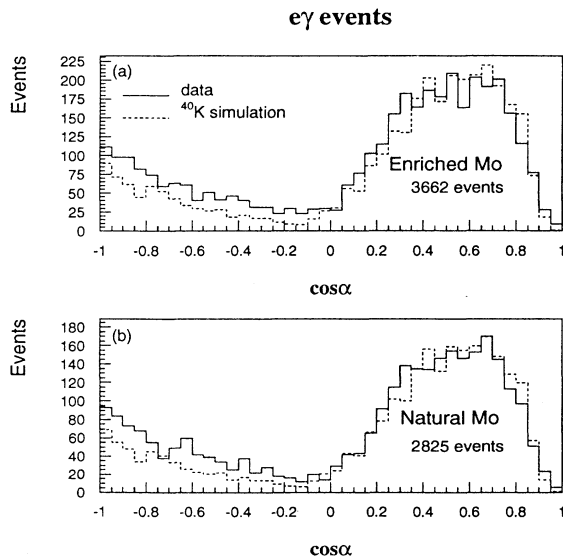 eγ events
Events
225
200
175
150
125
100
75
50
25
0
(a)
data
⁴⁰K simulation
Enriched Mo
3662 events
-1 -0.8 -0.6 -0.4 -0.2 0 0.2 0.4 0.6 0.8 1
cosα
Events
180
160
140
120
100
80
60
40
20
0
(b)
Natural Mo
2825 events
-1 -0.8 -0.6 -0.4 -0.2 0 0.2 0.4 0.6 0.8 1
cosα